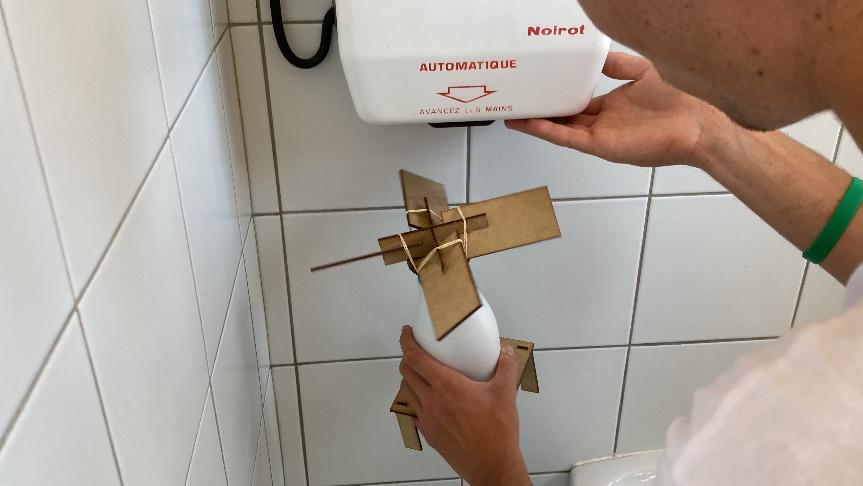 Noirot
AUTOMATIQUE
AVANCEZ LES MAINS